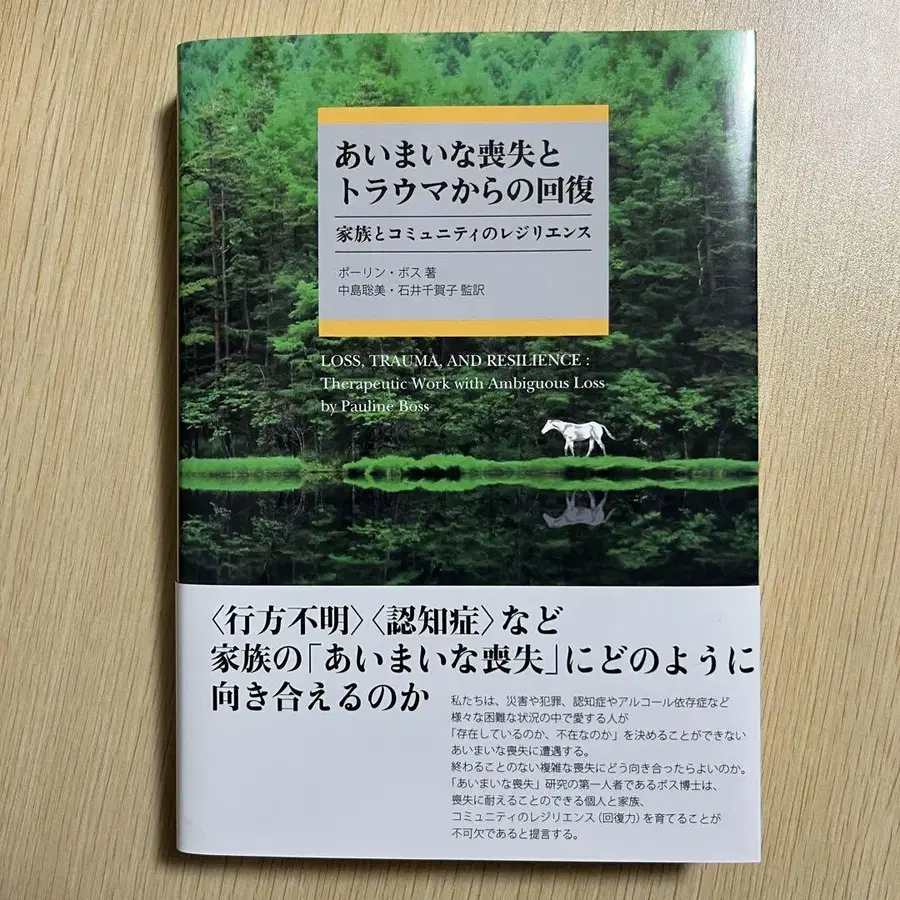 あいまいな喪失と
トラウマからの回復
家族とコミュニティのレジリエンス
ポーリン・ボス 著
中島聡美・石井千賀子 監訳
LOSS, TRAUMA, AND RESILIENCE :
Therapeutic Work with Ambiguous Loss
by Pauline Boss
〈行方不明〉〈認知症〉など
家族の「あいまいな喪失」にどのように
向き合えるのか
私たちは、災害や犯罪、認知症やアルコール依存症など
様々な困難な状況の中で愛する人が
「存在しているのか、不在なのか」を決めることができない
あいまいな喪失に遭遇する。
終わることのない複雑な喪失にどう向き合ったらよいのか。
「あいまいな喪失」研究の第一人者であるボス博士は、
喪失に耐えることのできる個人と家族、
コミュニティのレジリエンス(回復力)を育てることが
不可欠であると提言する。